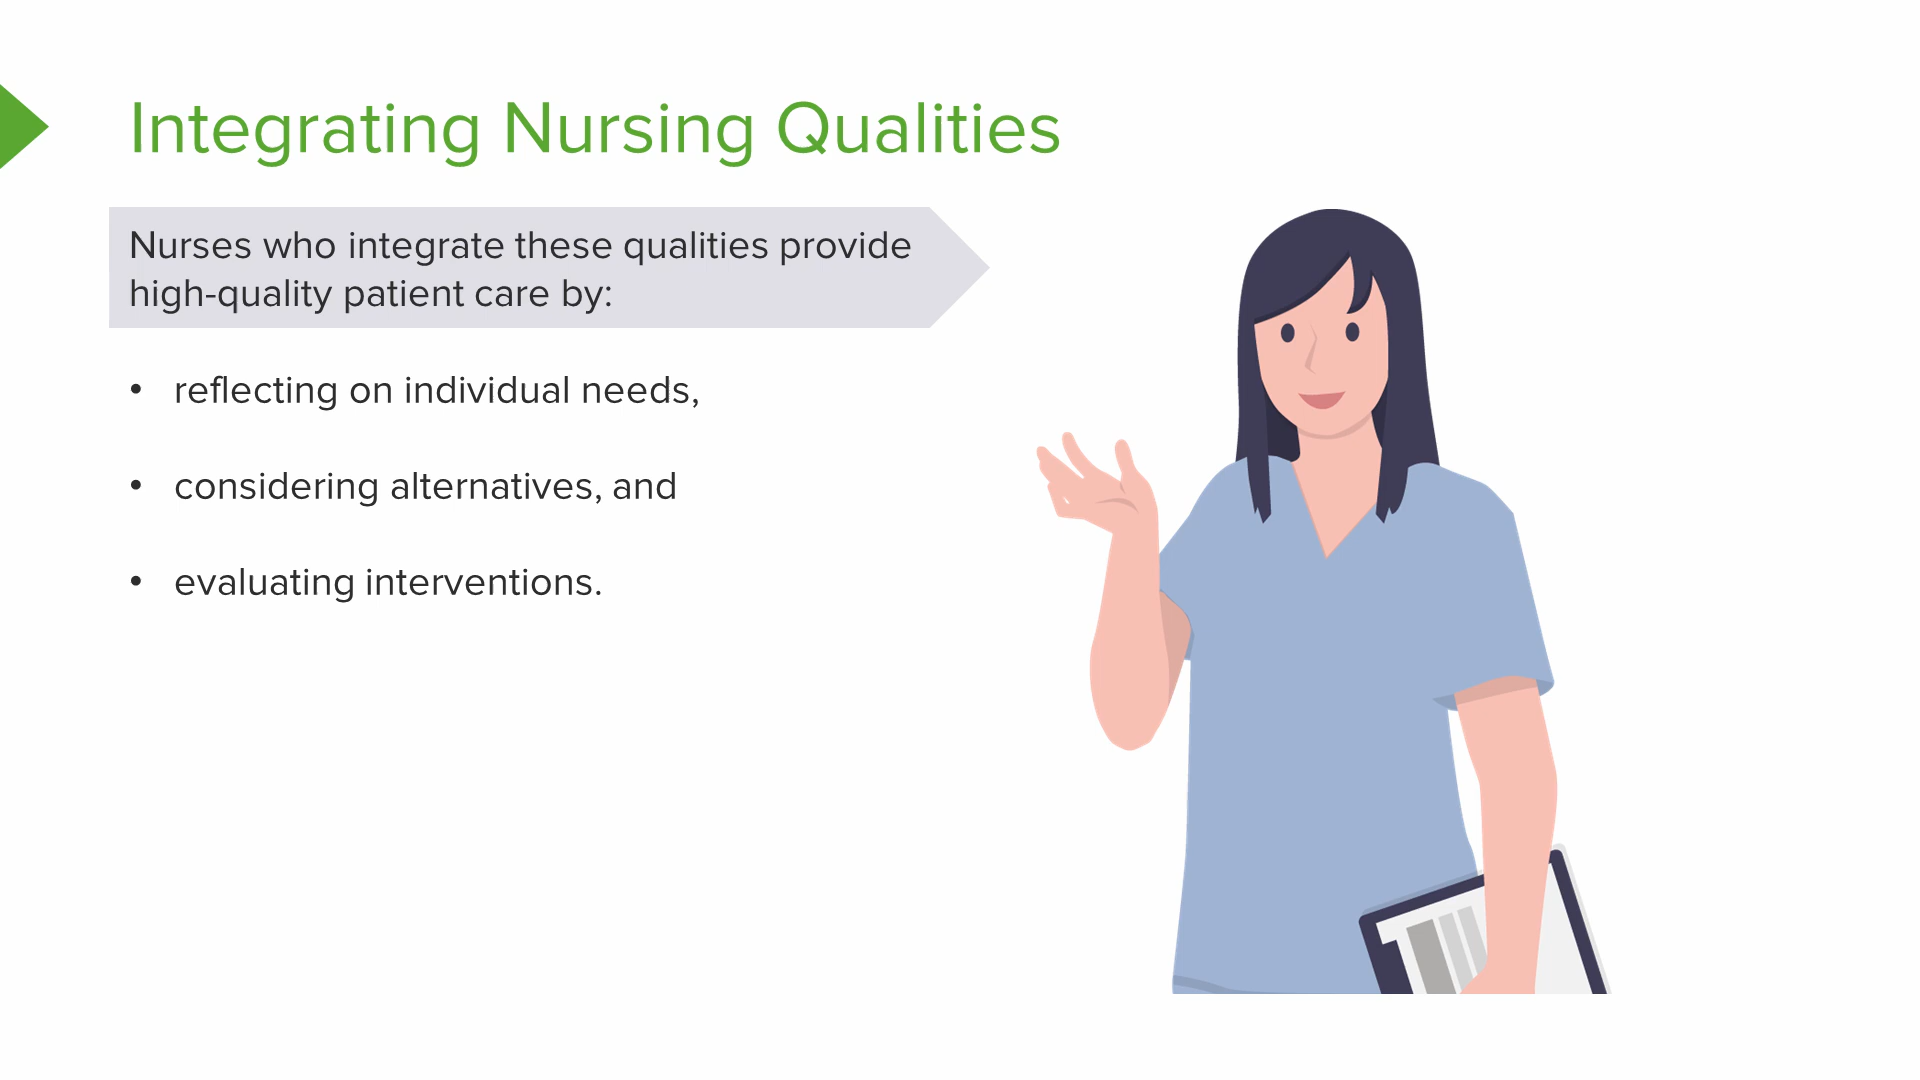 Integrating Nursing Qualities
Nurses who integrate these qualities provide
high-quality patient care by:
• reflecting on individual needs,
• considering alternatives, and
• evaluating interventions.